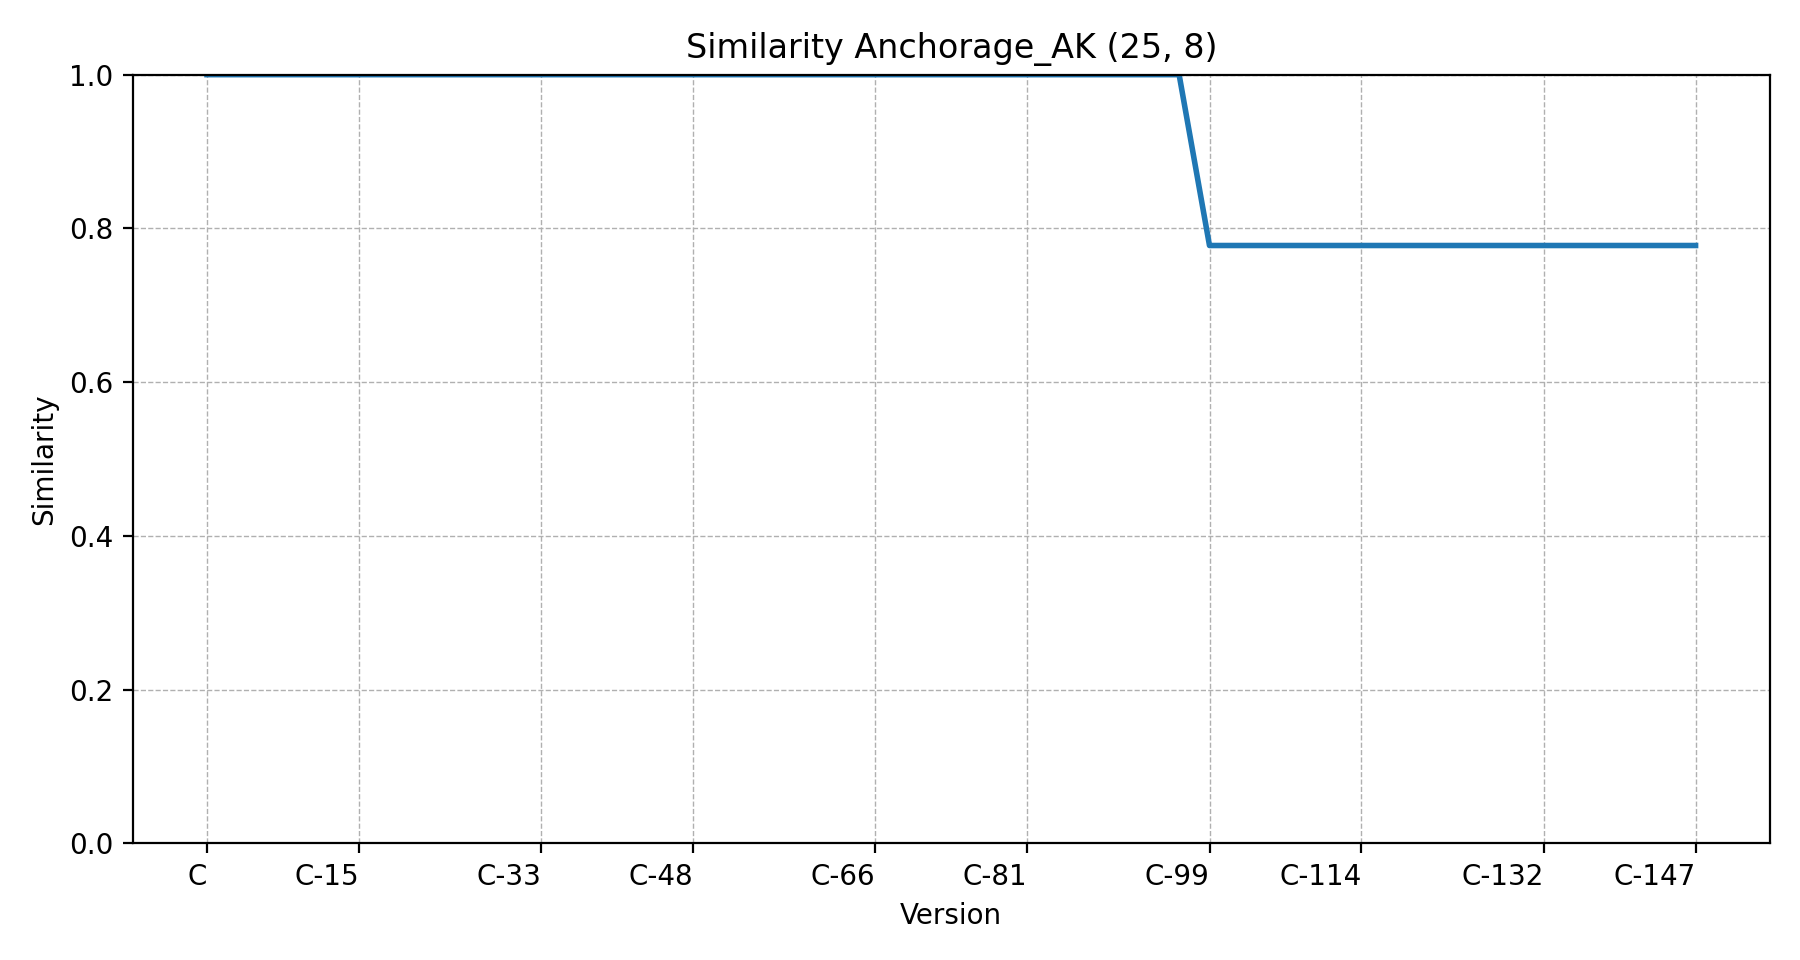 Similarity Anchorage_AK (25, 8)
1.0
0.8
0.6
0.4
0.2
0.0
Similarity
C C-15 C-33 C-48 C-66 C-81 C-99 C-114 C-132 C-147
Version